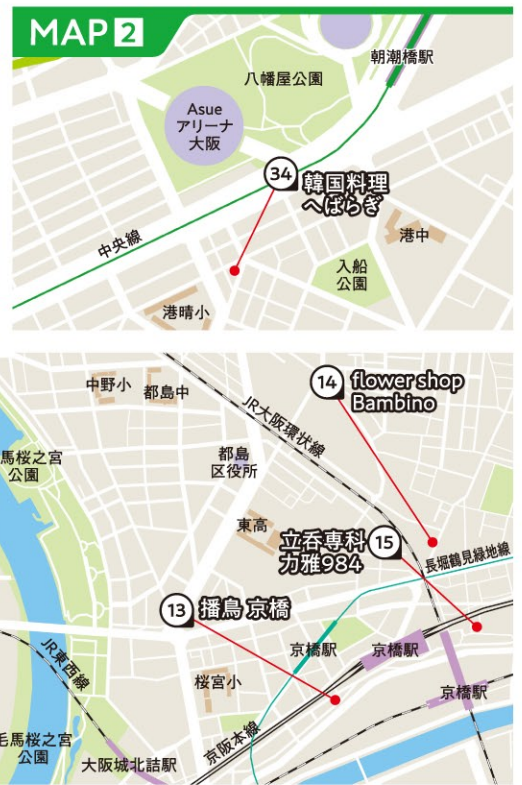 MAP 2
朝潮橋駅
八幡屋公園
Asue
アリーナ
大阪
34 韓国料理
へばらぎ
中央線
港中
入船
公園
港晴小
中野小
都島中
14 flower shop
Bambino
JR大阪環状線
馬桜之宮
公園
都島
区役所
東高
立呑専科 15
力雅984
長堀鶴見緑地線
13 播鳥 京橋
京橋駅
京橋駅
京橋駅
JR東西線
桜宮小
京阪本線
毛馬桜之宮
公園
大阪城北詰駅